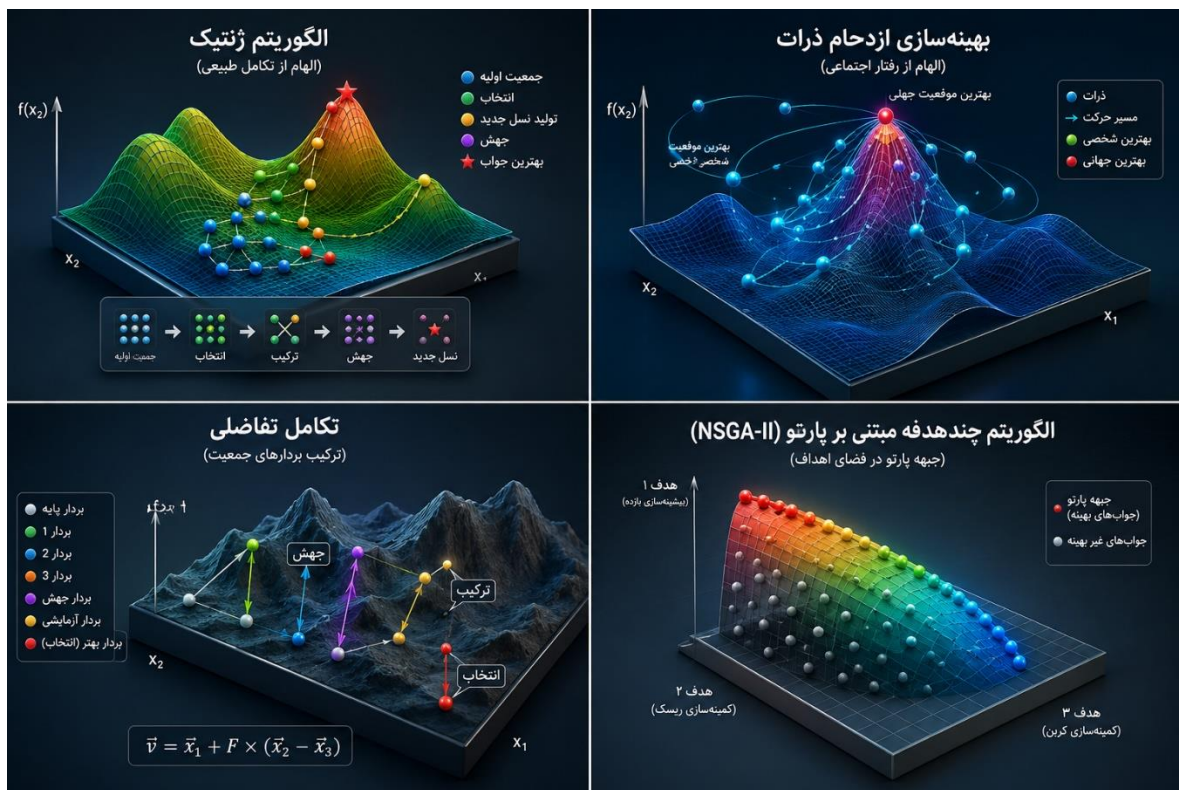 الگوریتم ژنتیک
(الهام از تکامل طبیعی)
f(x₂)
جمعیت اولیه
انتخاب
تولید نسل جدید
جهش
بهترین جواب
x₂
جمعیت اولیه
انتخاب
ترکیب
جهش
نسل جدید
بهینه‌سازی ازدحام ذرات
(الهام از رفتار اجتماعی)
f(x₂)
بهترین موقعیت جهلی
بهترین موقعیت
ذرات
مسیر حرکت
بهترین شخصی
بهترین جهانی
x₂
x₁
تکامل تفاضلی
(ترکیب بردارهای جمعیت)
بردار پایه
بردار 1
بردار 2
بردار 3
بردار جهش
بردار آزمایشی
بردار بهتر (انتخاب)
جهش
ترکیب
انتخاب
x₂
x₁
v⃗ = x⃗₁ + F × (x⃗₂ − x⃗₃)
الگوریتم چندهدفه مبتنی بر پارتو (NSGA-II)
(جبهه پارتو در فضای اهداف)
هدف ۱
(بیشینه‌سازی بازده)
جبهه پارتو
(جواب‌های بهینه)
جواب‌های غیر بهینه
هدف ۲
(کمینه‌سازی ریسک)
هدف ۳
(کمینه‌سازی کربن)